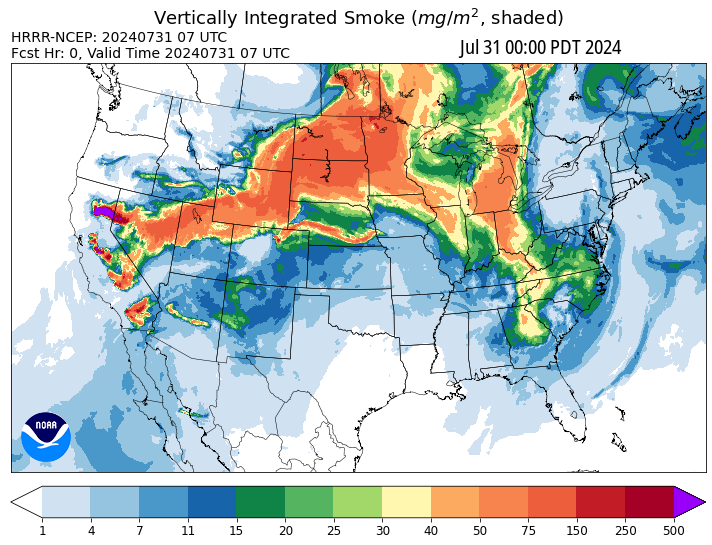 Vertically Integrated Smoke (mg/m², shaded)
HRRR-NCEP: 20240731 07 UTC
Fcst Hr: 0, Valid Time 20240731 07 UTC
Jul 31 00:00 PDT 2024
NOAA
1 4 7 11 15 20 25 30 40 50 75 150 250 500